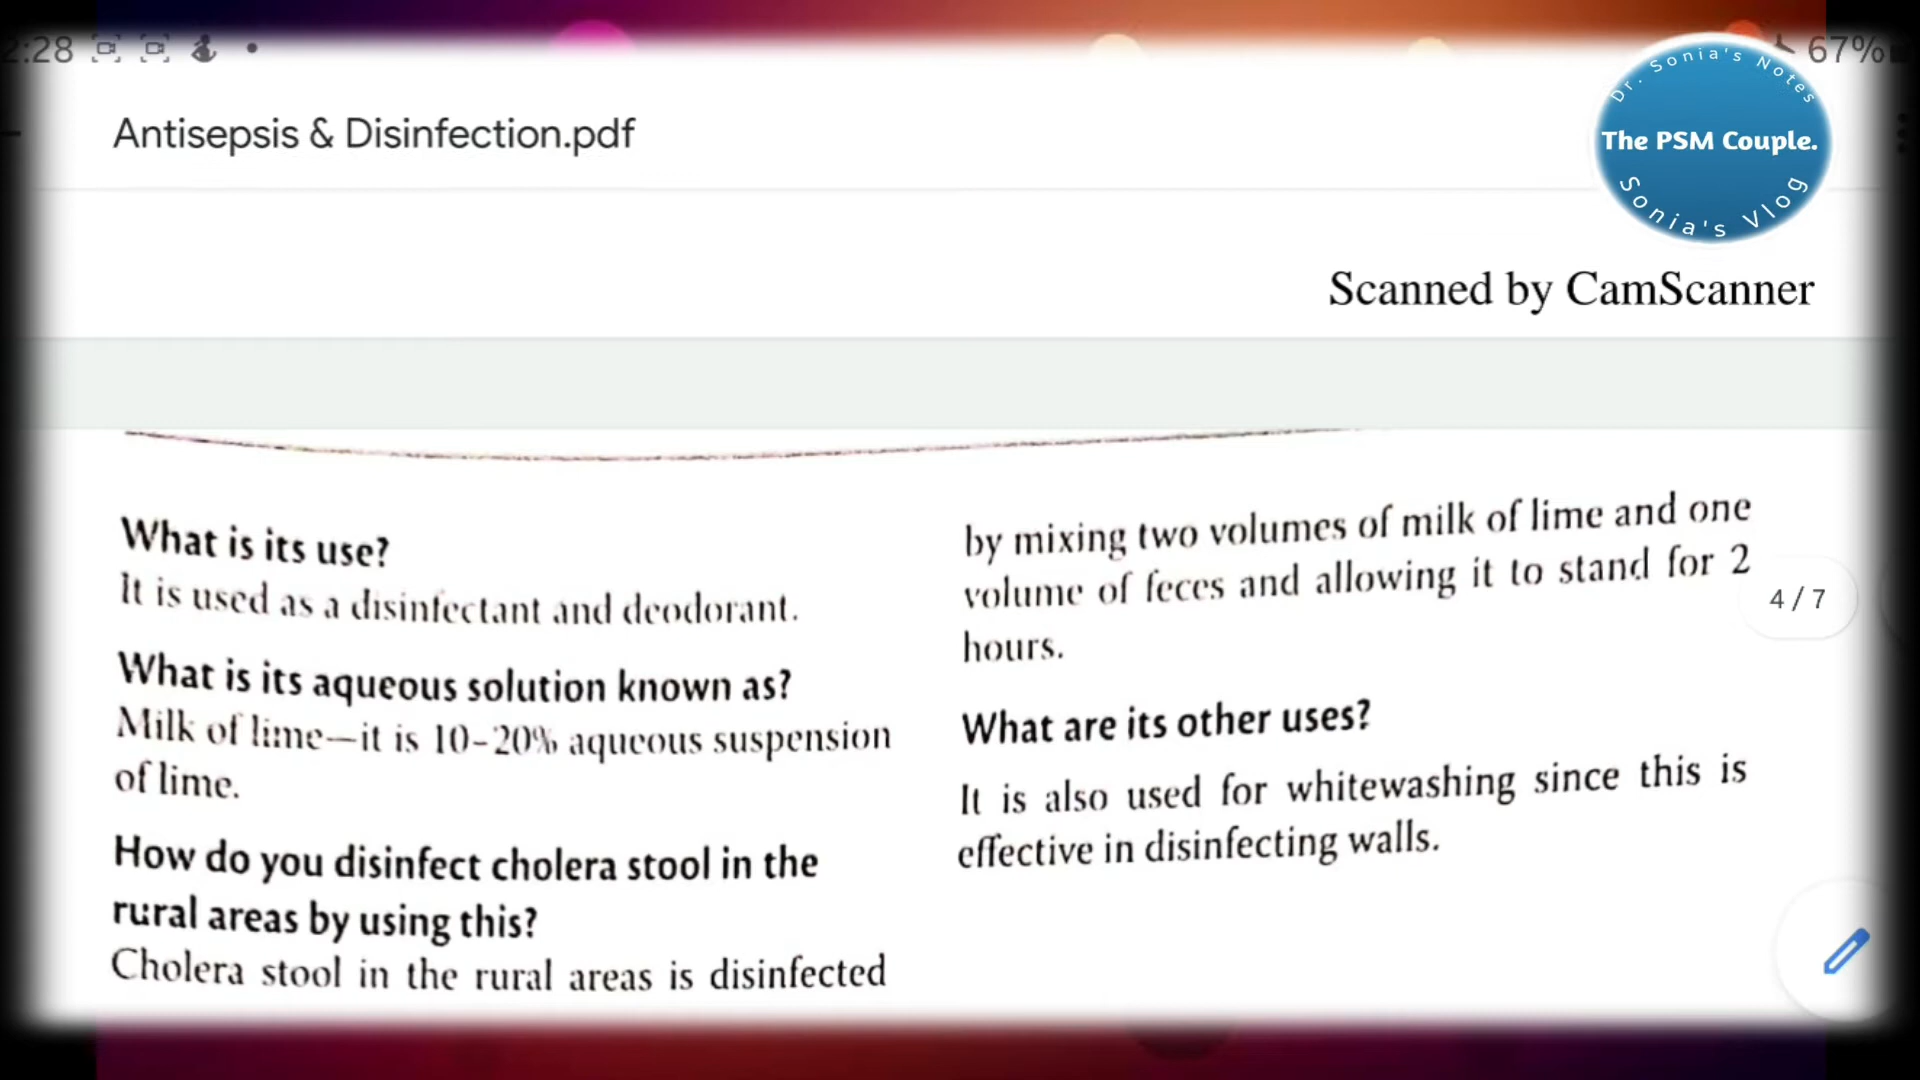 2:28
67%
Antisepsis & Disinfection.pdf
Dr. Sonia's Notes
The PSM Couple.
Sonia's Vlog
Scanned by CamScanner
What is its use?
It is used as a disinfectant and deodorant.
What is its aqueous solution known as?
Milk of lime—it is 10–20% aqueous suspension
of lime.
How do you disinfect cholera stool in the
rural areas by using this?
Cholera stool in the rural areas is disinfected
by mixing two volumes of milk of lime and one
volume of feces and allowing it to stand for 2
hours.
What are its other uses?
It is also used for whitewashing since this is
effective in disinfecting walls.
4 / 7